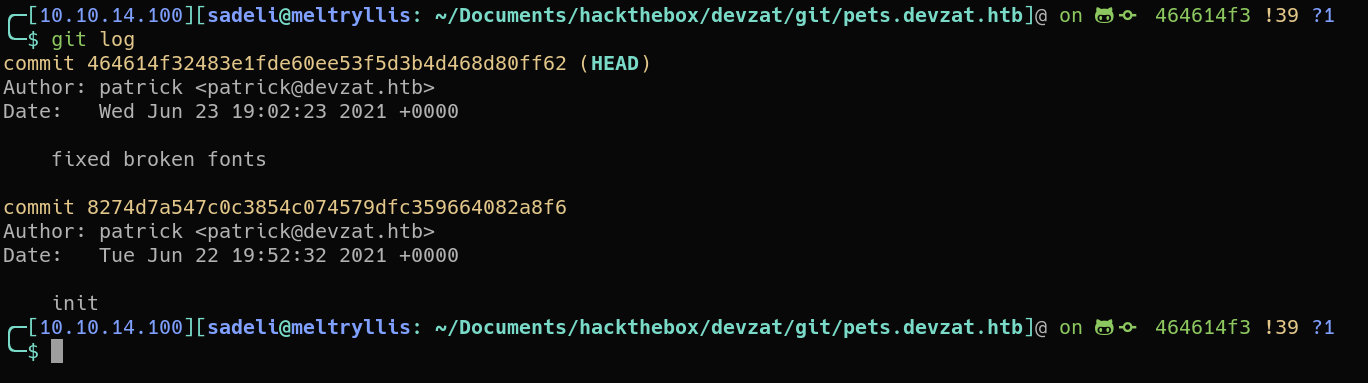 [10.10.14.100][sadeli@meltryllis: ~/Documents/hackthebox/devzat/git/pets.devzat.htb]@ on 464614f3 !39 ?1
$ git log
commit 464614f32483e1fde60ee53f5d3b4d468d80ff62 (HEAD)
Author: patrick <patrick@devzat.htb>
Date:   Wed Jun 23 19:02:23 2021 +0000
    fixed broken fonts
commit 8274d7a547c0c3854c074579dfc359664082a8f6
Author: patrick <patrick@devzat.htb>
Date:   Tue Jun 22 19:52:32 2021 +0000
    init
[10.10.14.100][sadeli@meltryllis: ~/Documents/hackthebox/devzat/git/pets.devzat.htb]@ on 464614f3 !39 ?1
$